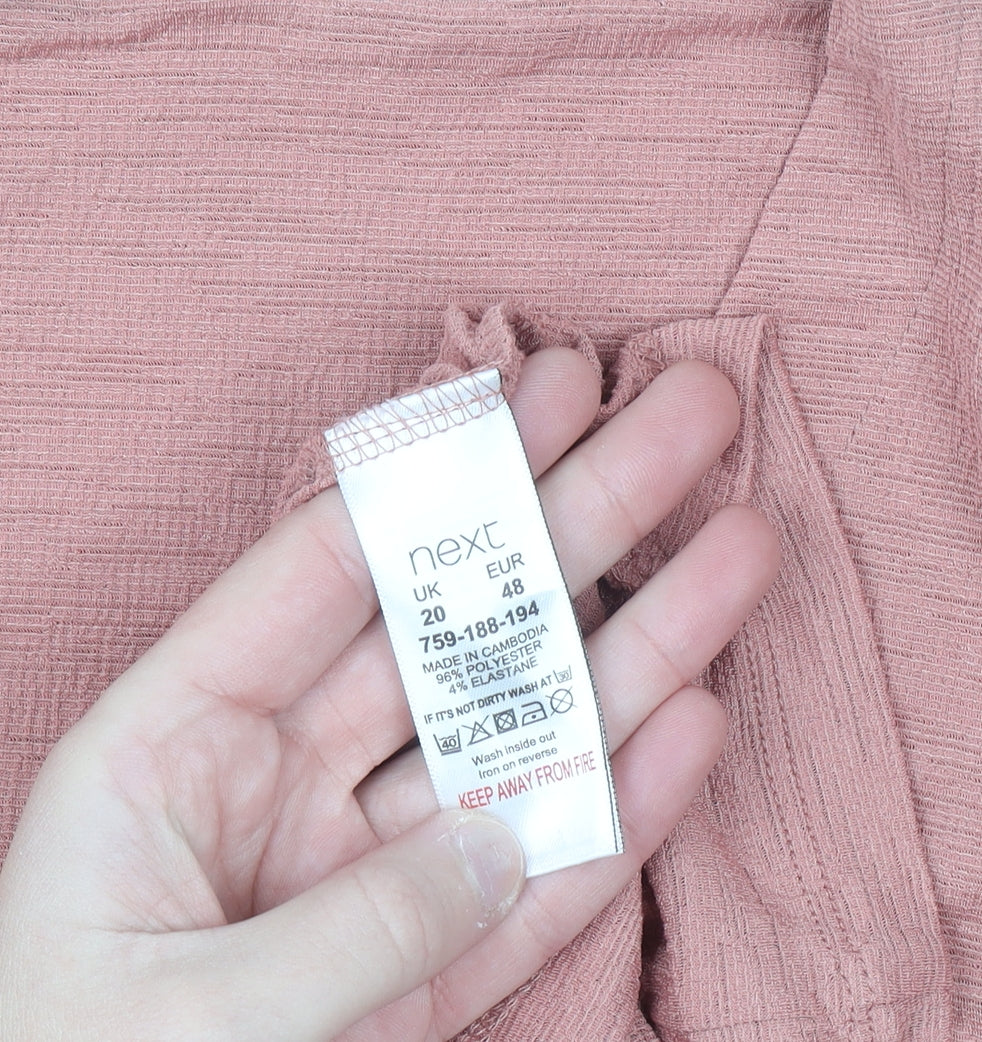 next
UK EUR
20 48
759-188-194
MADE IN CAMBODIA
96% POLYESTER
4% ELASTANE
IF IT'S NOT DIRTY WASH AT 30
40
Wash inside out
Iron on reverse
KEEP AWAY FROM FIRE